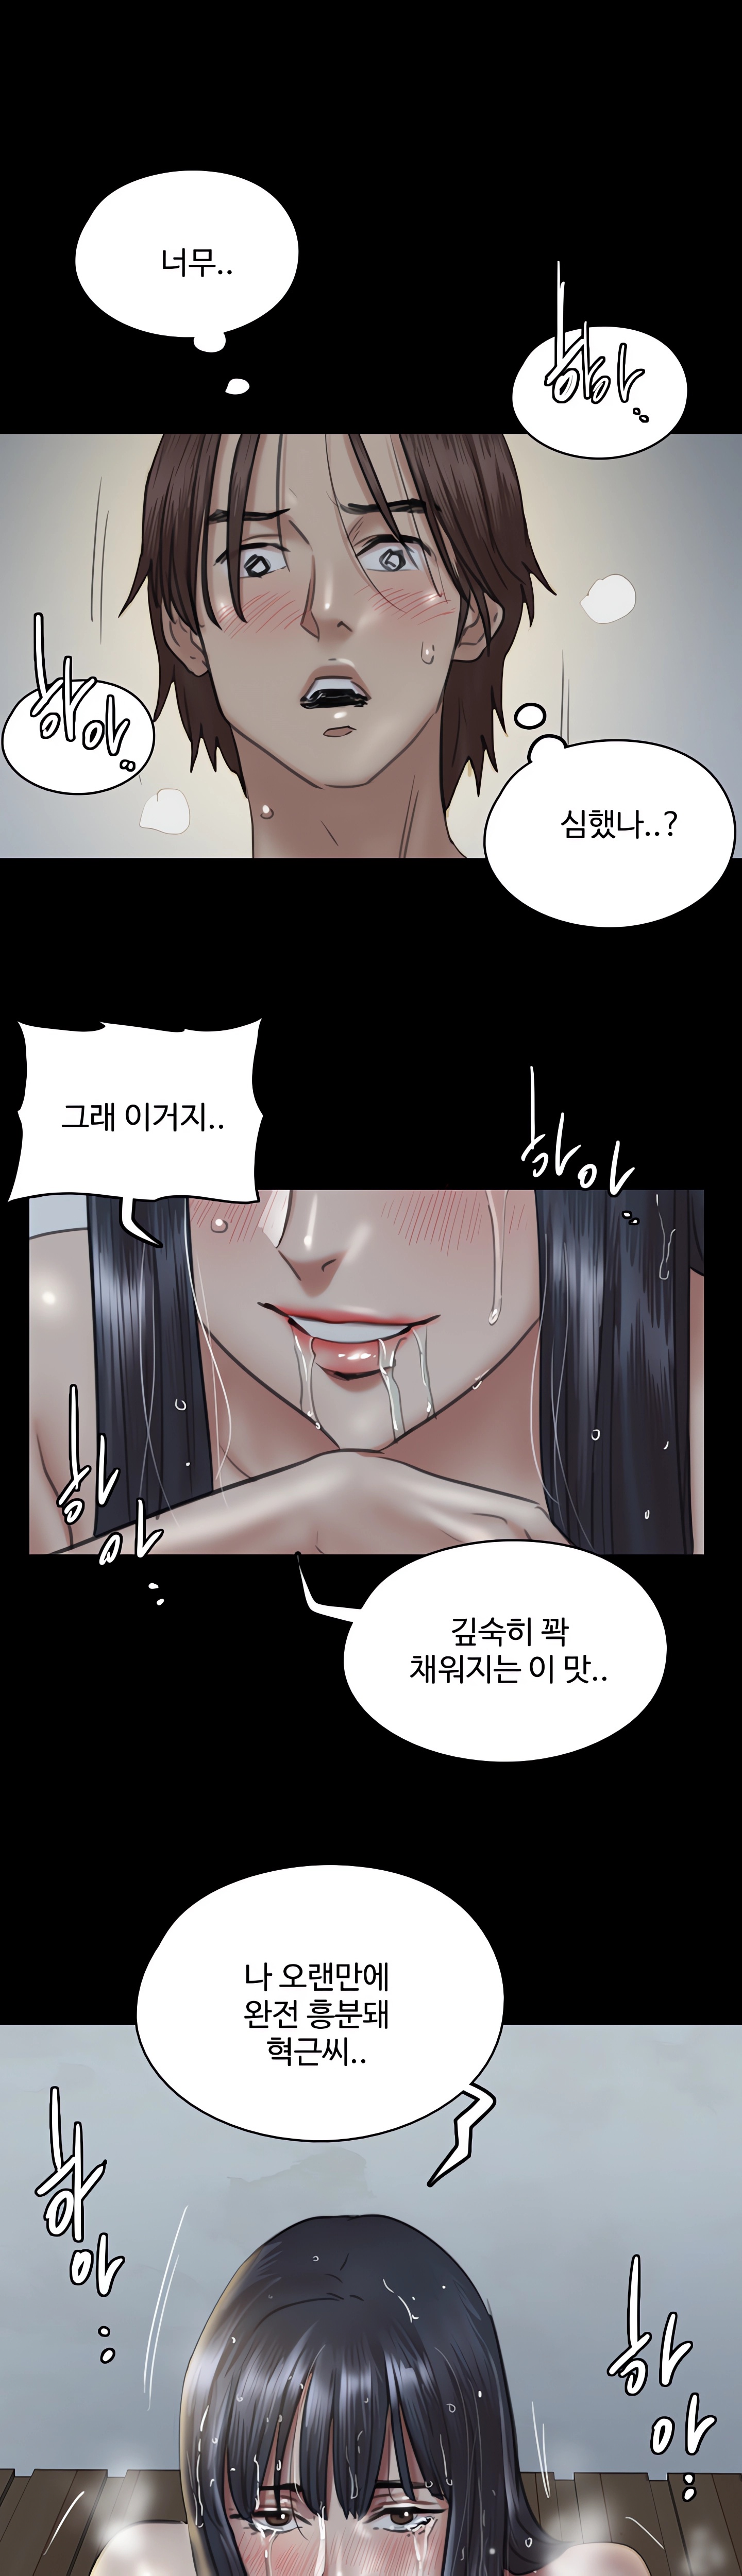 너무..
하아..
하아..
심했나..?
그래 이거지..
하아..
하아..
깊숙히 꽉
채워지는 이 맛..
나 오랜만에
완전 흥분돼
혁근씨..
하아..
하아..